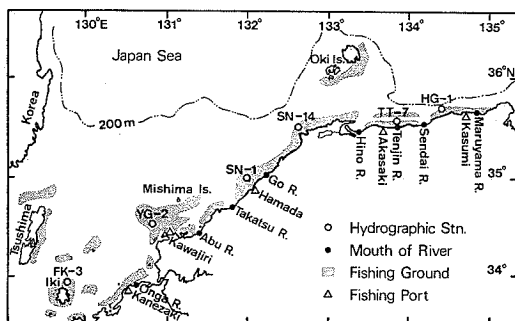 130°E
131°
132°
133°
134°
135°
Japan Sea
Oki Is.
36°N
Korea
200m
HG-1
TT-7
SN-14
Hino R.
Akasaki
Tenjin R.
Sendai R.
Kasumi
Maruyama R.
35°
SN-1
Go R.
Hamada
Mishima Is.
Takatsu R.
YG-2
Tsushima
Kawajiri
Abu R.
Hydrographic Stn.
Mouth of River
Fishing Ground
Fishing Port
FK-3
Iki
34°
Onga R.
Kanezaki